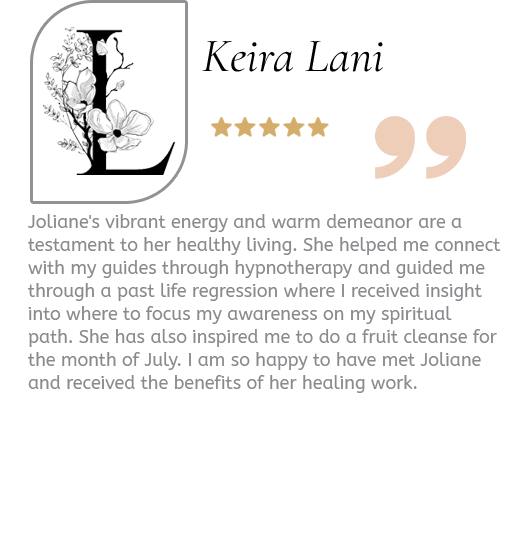 L
Keira Lani
Joliane's vibrant energy and warm demeanor are a
testament to her healthy living. She helped me connect
with my guides through hypnotherapy and guided me
through a past life regression where I received insight
into where to focus my awareness on my spiritual
path. She has also inspired me to do a fruit cleanse for
the month of July. I am so happy to have met Joliane
and received the benefits of her healing work.